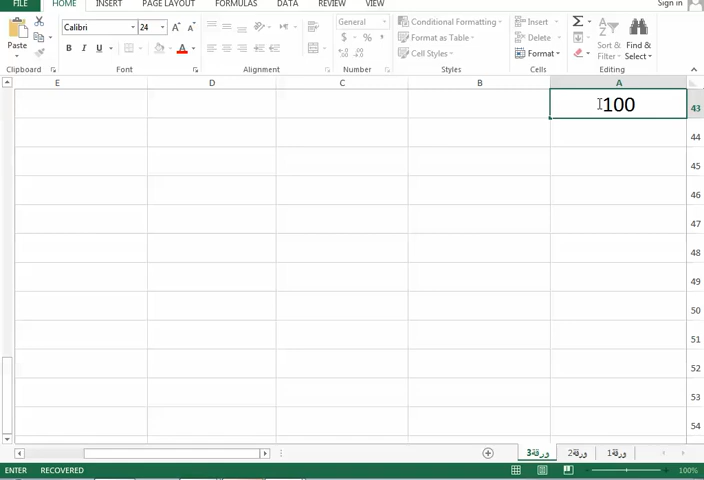 FILE HOME INSERT PAGE LAYOUT FORMULAS DATA REVIEW VIEW Sign in
Calibri 24 A A General Conditional Formatting Insert Σ
Paste B I U A $ % Format as Table Delete Sort & Find &
Cell Styles Format Filter Select
Clipboard Font Alignment Number Styles Cells Editing
E D C B A
100 43
44
45
46
47
48
49
50
51
52
53
54
ورقة3 ورقة2 ورقة1
ENTER RECOVERED 100%